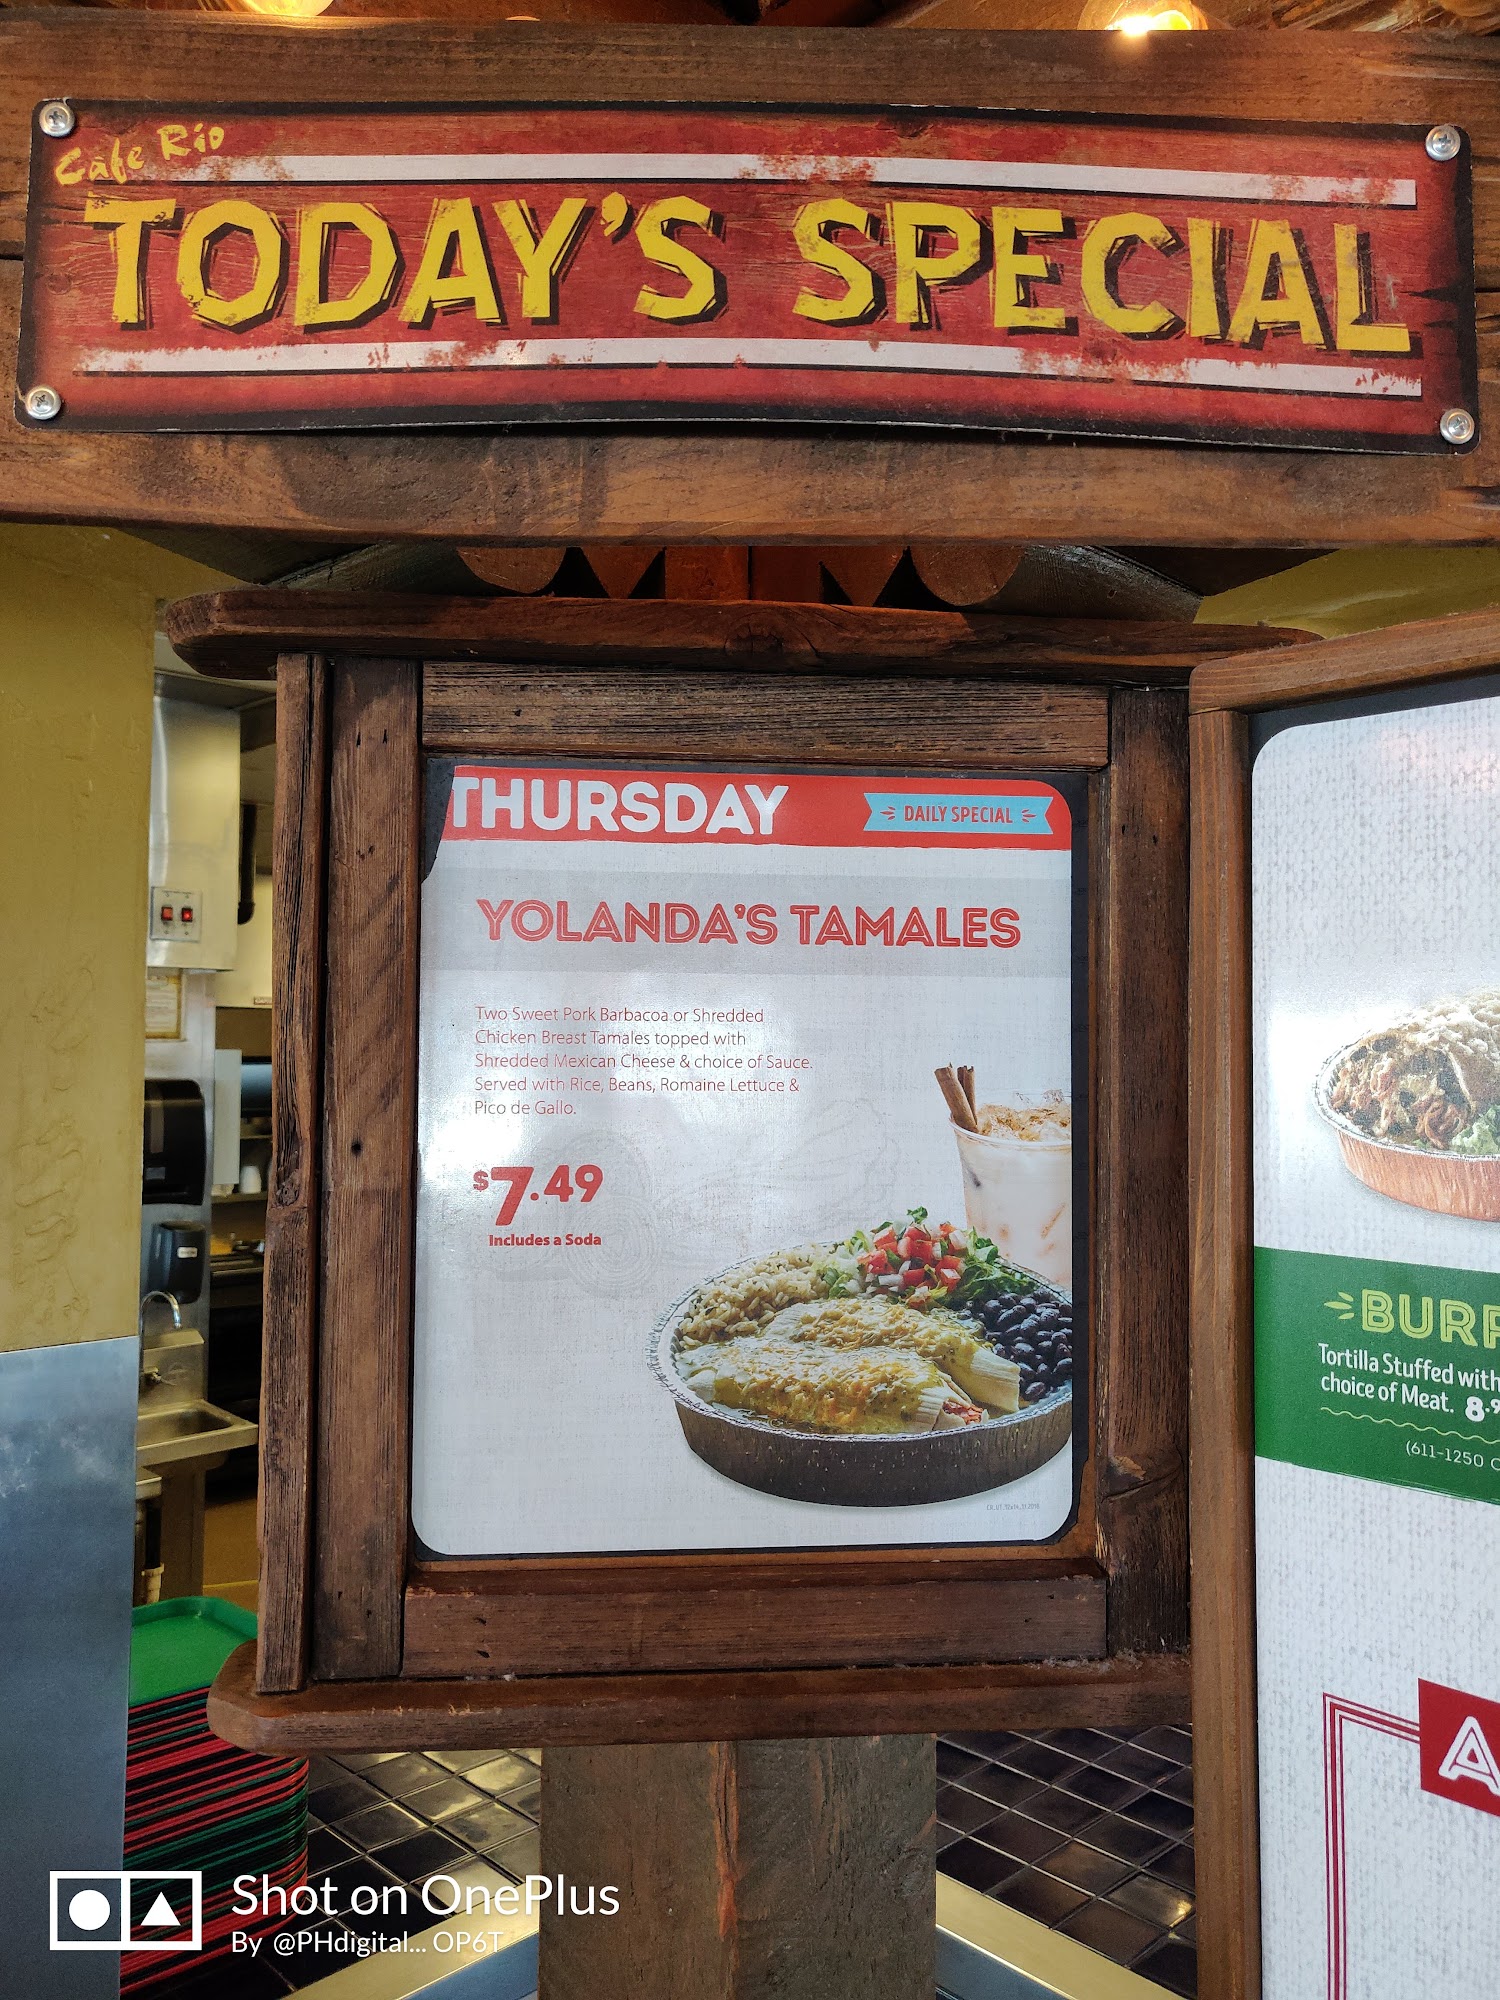 Cafe Rio
TODAY'S SPECIAL
THURSDAY
DAILY SPECIAL
YOLANDA'S TAMALES
Two Sweet Pork Barbacoa or Shredded
Chicken Breast Tamales topped with
Shredded Mexican Cheese & choice of Sauce.
Served with Rice, Beans, Romaine Lettuce &
Pico de Gallo.
$7.49
Includes a Soda
Tortilla Stuffed with
choice of Meat.
(611-1250
Shot on OnePlus
By @PHdigital... OP6T